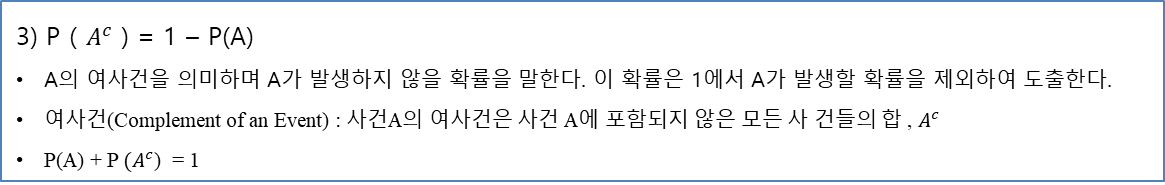 3) P ( Aᶜ ) = 1 – P(A)
• A의 여사건을 의미하며 A가 발생하지 않을 확률을 말한다. 이 확률은 1에서 A가 발생할 확률을 제외하여 도출한다.
• 여사건(Complement of an Event) : 사건A의 여사건은 사건 A에 포함되지 않은 모든 사 건들의 합 , Aᶜ
• P(A) + P (Aᶜ) = 1